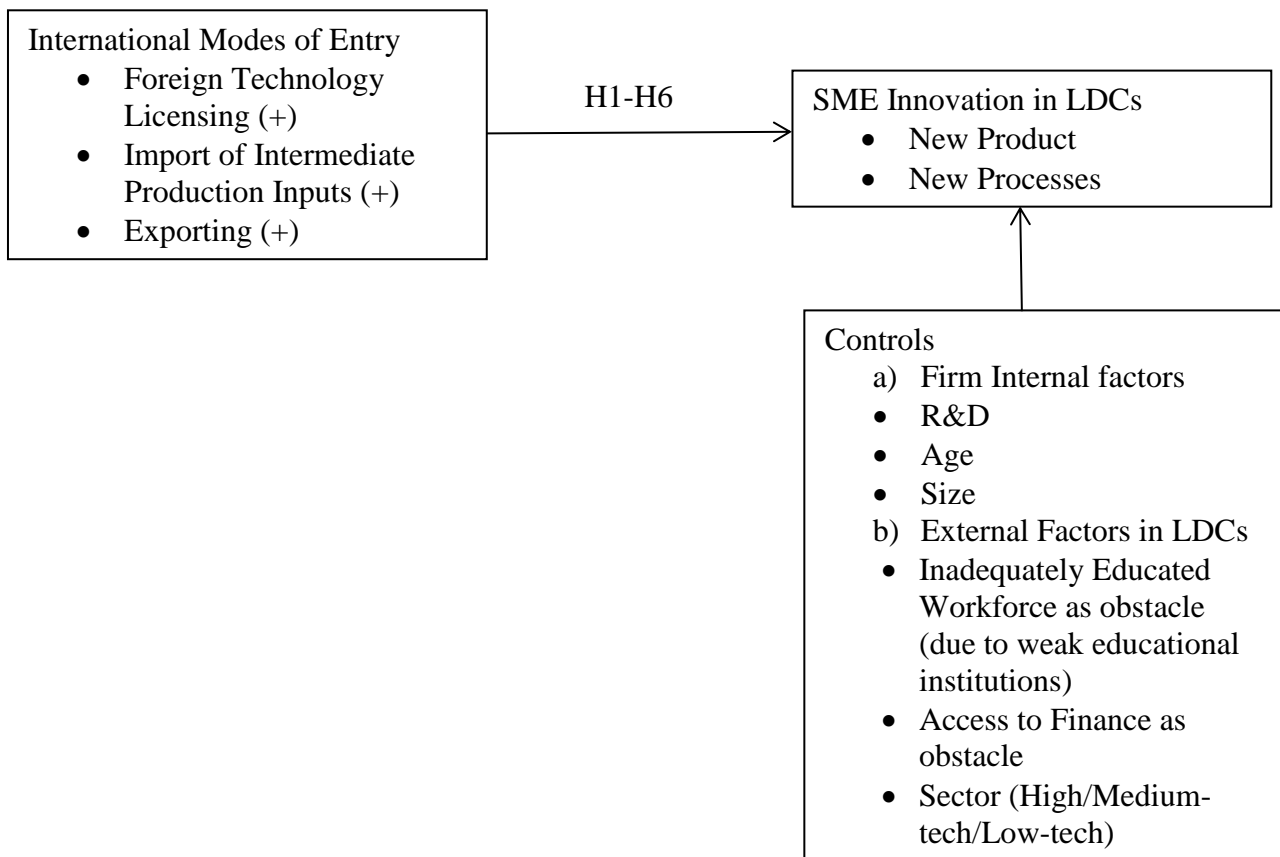 International Modes of Entry
• Foreign Technology
Licensing (+)
• Import of Intermediate
Production Inputs (+)
• Exporting (+)
H1-H6
SME Innovation in LDCs
• New Product
• New Processes
Controls
a) Firm Internal factors
• R&D
• Age
• Size
b) External Factors in LDCs
• Inadequately Educated
Workforce as obstacle
(due to weak educational
institutions)
• Access to Finance as
obstacle
• Sector (High/Medium-
tech/Low-tech)